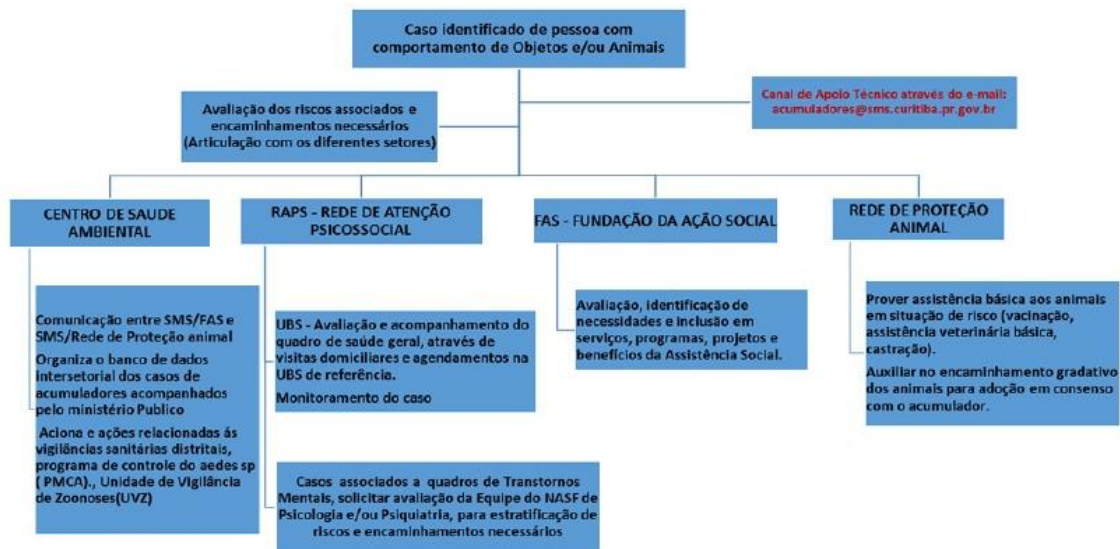 Caso identificado de pessoa com
comportamento de Objetos e/ou Animais
Avaliação dos riscos associados e
encaminhamentos necessários
(Articulação com os diferentes setores)
Canal de Apoio Técnico através do e-mail:
acumuladores@sms.curitiba.pr.gov.br
CENTRO DE SAUDE
AMBIENTAL
Comunicação entre SMS/FAS e
SMS/Rede de Proteção animal
Organiza o banco de dados
intersetorial dos casos de
acumuladores acompanhados
pelo ministério Publico
Aciona e ações relacionadas ás
vigilâncias sanitárias distritais,
programa de controle do aedes sp
( PMCA)., Unidade de Vigilância
de Zoonoses(UVZ)
RAPS - REDE DE ATENÇÃO
PSICOSSOCIAL
UBS - Avaliação e acompanhamento do
quadro de saúde geral, através de
visitas domiciliares e agendamentos na
UBS de referência.
Monitoramento do caso
Casos associados a quadros de Transtornos
Mentais, solicitar avaliação da Equipe do NASF de
Psicologia e/ou Psiquiatria, para estratificação de
riscos e encaminhamentos necessários
FAS - FUNDAÇÃO DA AÇÃO SOCIAL
Avaliação, identificação de
necessidades e inclusão em
serviços, programas, projetos e
benefícios da Assistência Social.
REDE DE PROTEÇÃO
ANIMAL
Prover assistência básica aos animais
em situação de risco (vacinação,
assistência veterinária básica,
castração).
Auxiliar no encaminhamento gradativo
dos animais para adoção em consenso
com o acumulador.